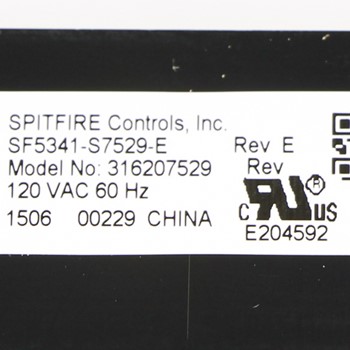 SPITFIRE Controls, Inc.
SF5341-S7529-E Rev E
Model No: 316207529 Rev
120 VAC 60 Hz
c RU ® US
1506 00229 CHINA E204592